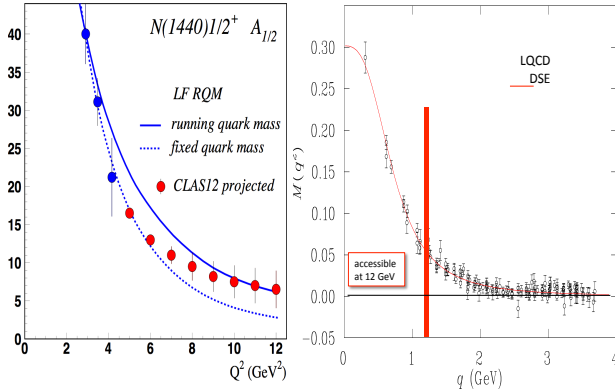 N(1440)1/2+ A1/2
LF RQM
running quark mass
fixed quark mass
CLAS12 projected
40
35
30
25
20
15
10
5
0
0 2 4 6 8 10 12
Q2 (GeV2)
LQCD
DSE
accessible
at 12 GeV
0.30
0.25
0.20
0.15
0.10
0.05
0.00
−0.05
M(q2)
0 1 2 3 4
q (GeV)